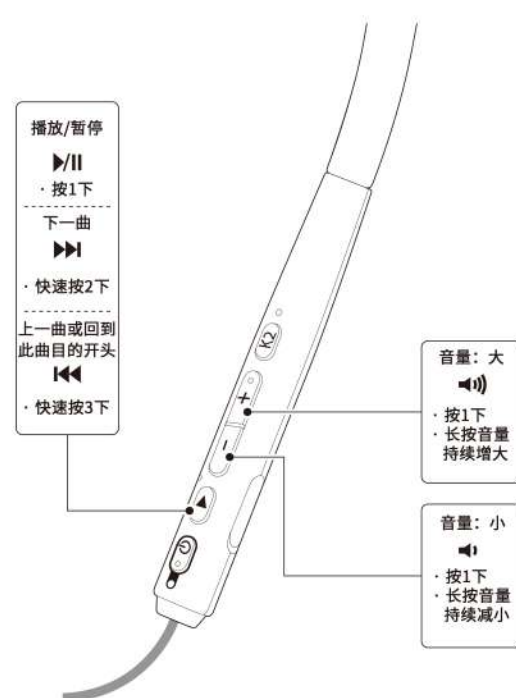 播放/暂停
· 按1下
下一曲
· 快速按2下
上一曲或回到
此曲目的开头
· 快速按3下
K2
+
-
音量：大
· 按1下
· 长按音量
持续增大
音量：小
· 按1下
· 长按音量
持续减小